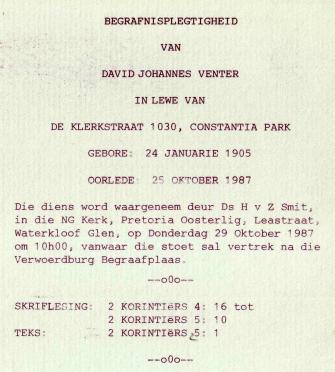 BEGRAFNISPLEGTIGHEID
VAN
DAVID JOHANNES VENTER
IN LEWE VAN
DE KLERKSTRAAT 1030, CONSTANTIA PARK
GEBORE: 24 JANUARIE 1905
OORLEDE: 25 OKTOBER 1987
Die diens word waargeneem deur Ds H v Z Smit,
in die NG Kerk, Pretoria Oosterlig, Leastraat,
Waterkloof Glen, op Donderdag 29 Oktober 1987
om 10h00, vanwaar die stoet sal vertrek na die
Verwoerdburg Begraafplaas.
--o0o--
SKRIFLESING: 2 KORINTIËRS 4: 16 tot
2 KORINTIËRS 5: 10
TEKS: 2 KORINTIËRS 5: 1
--o0o--